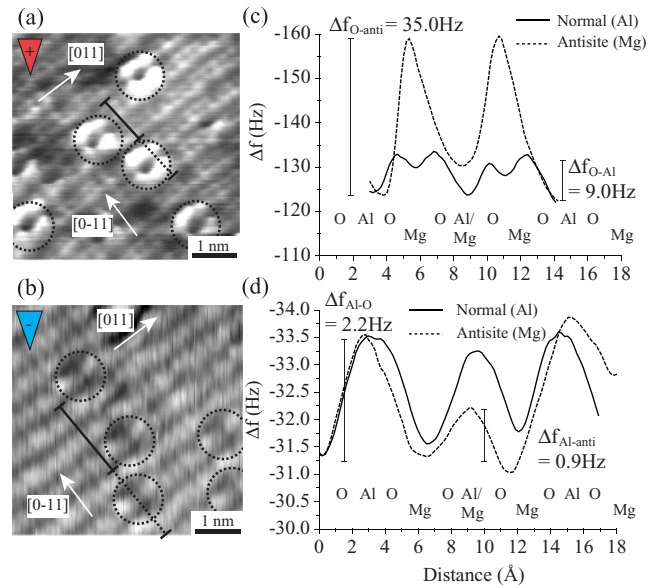 (a)
+
[011]
[0-11]
1 nm
(b)
-
[011]
[0-11]
1 nm
(c)
Δf (Hz)
-160
-150
-140
-130
-120
-110
ΔfO-anti = 35.0Hz
Normal (Al)
Antisite (Mg)
ΔfO-Al
= 9.0Hz
O Al O O Al/ O O Al O
Mg Mg Mg Mg
0 2 4 6 8 10 12 14 16 18
(d)
Δf (Hz)
-34.0
-33.5
-33.0
-32.5
-32.0
-31.5
-31.0
-30.5
-30.0
ΔfAl-O
= 2.2Hz
Normal (Al)
Antisite (Mg)
ΔfAl-anti
= 0.9Hz
O Al O O Al/ O O Al O
Mg Mg Mg Mg
0 2 4 6 8 10 12 14 16 18
Distance (Å)